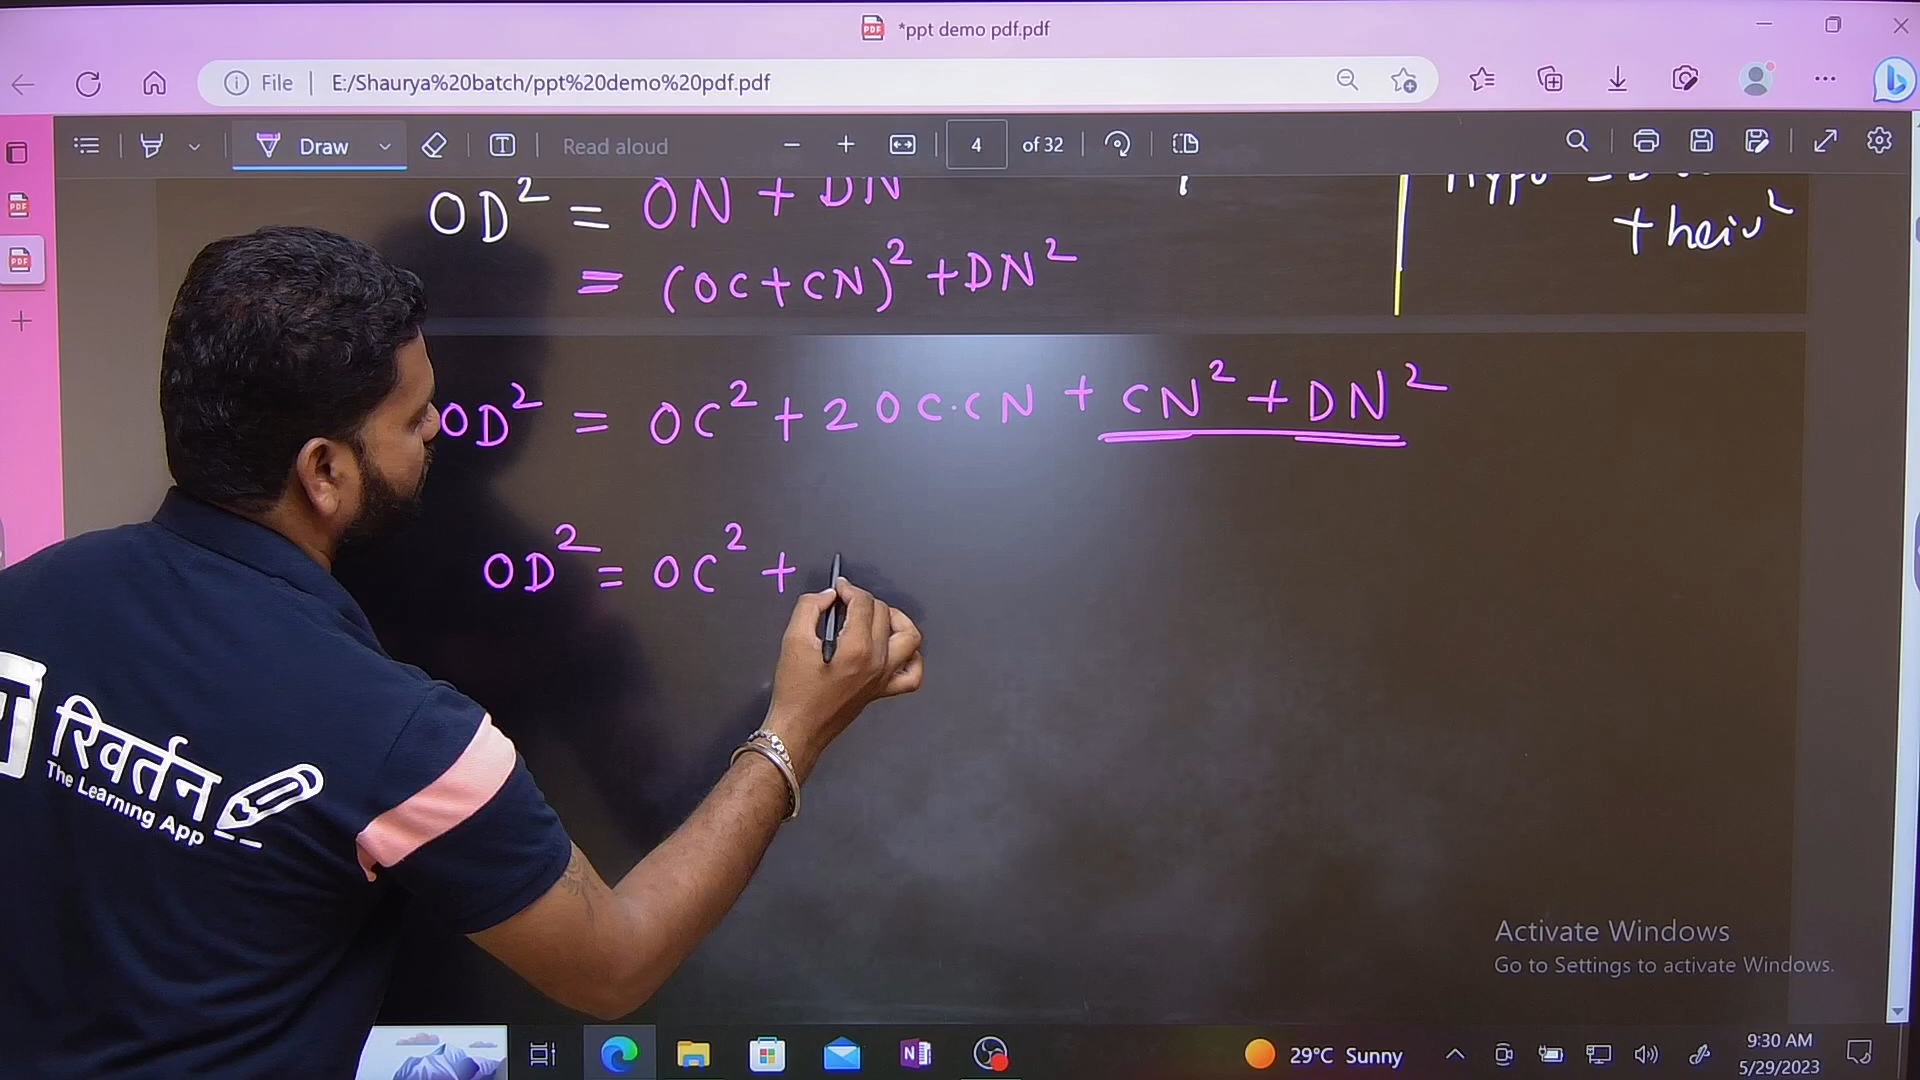 *ppt demo pdf.pdf
File | E:/Shaurya%20batch/ppt%20demo%20pdf.pdf
Draw
Read aloud
4 of 32
OD² = ON + DN
+ heiv²
= (OC+CN)² + DN²
OD² = OC² + 2 OC·CN + CN² + DN²
OD² = OC² +
रिवर्तन
The Learning App
Activate Windows
Go to Settings to activate Windows.
29°C Sunny
9:30 AM
5/29/2023